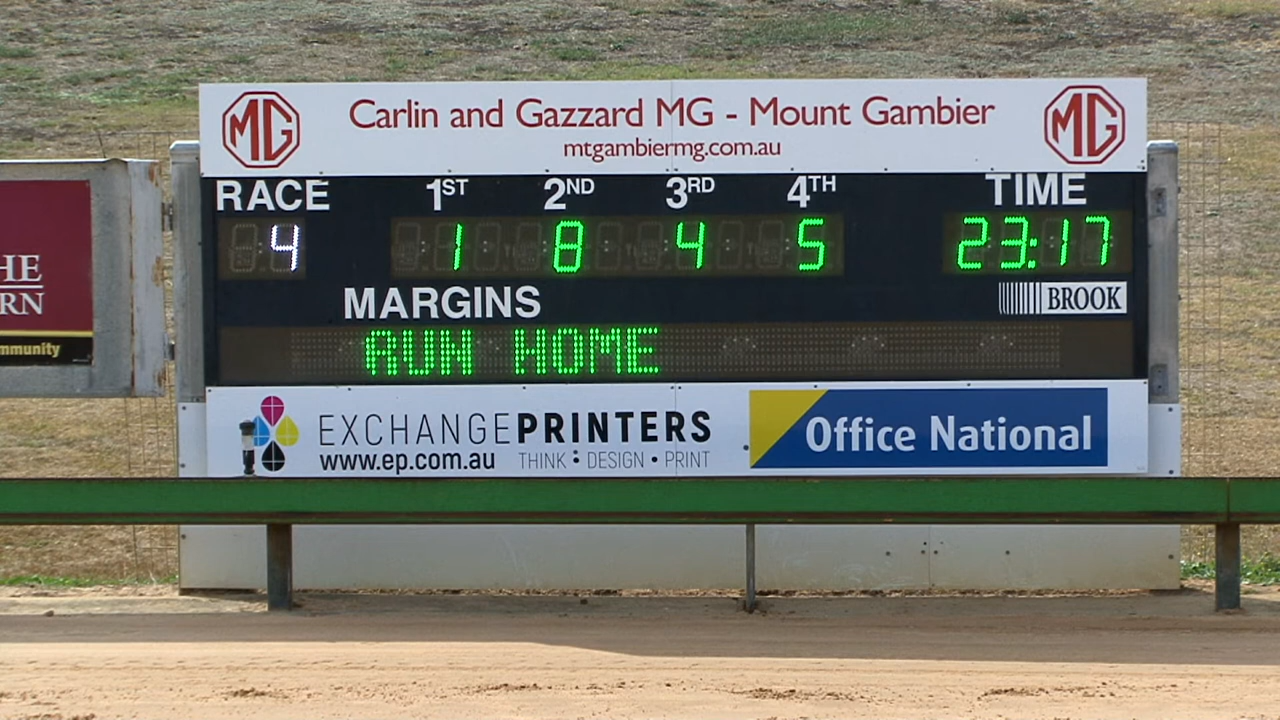 MG
Carlin and Gazzard MG - Mount Gambier
MG
mtgambiermg.com.au
RACE 1ST 2ND 3RD 4TH TIME
4 1 8 4 5 23:17
MARGINS
BROOK
RUN HOME
HE
RN
mmunity
EXCHANGEPRINTERS
www.ep.com.au THINK • DESIGN • PRINT
Office National